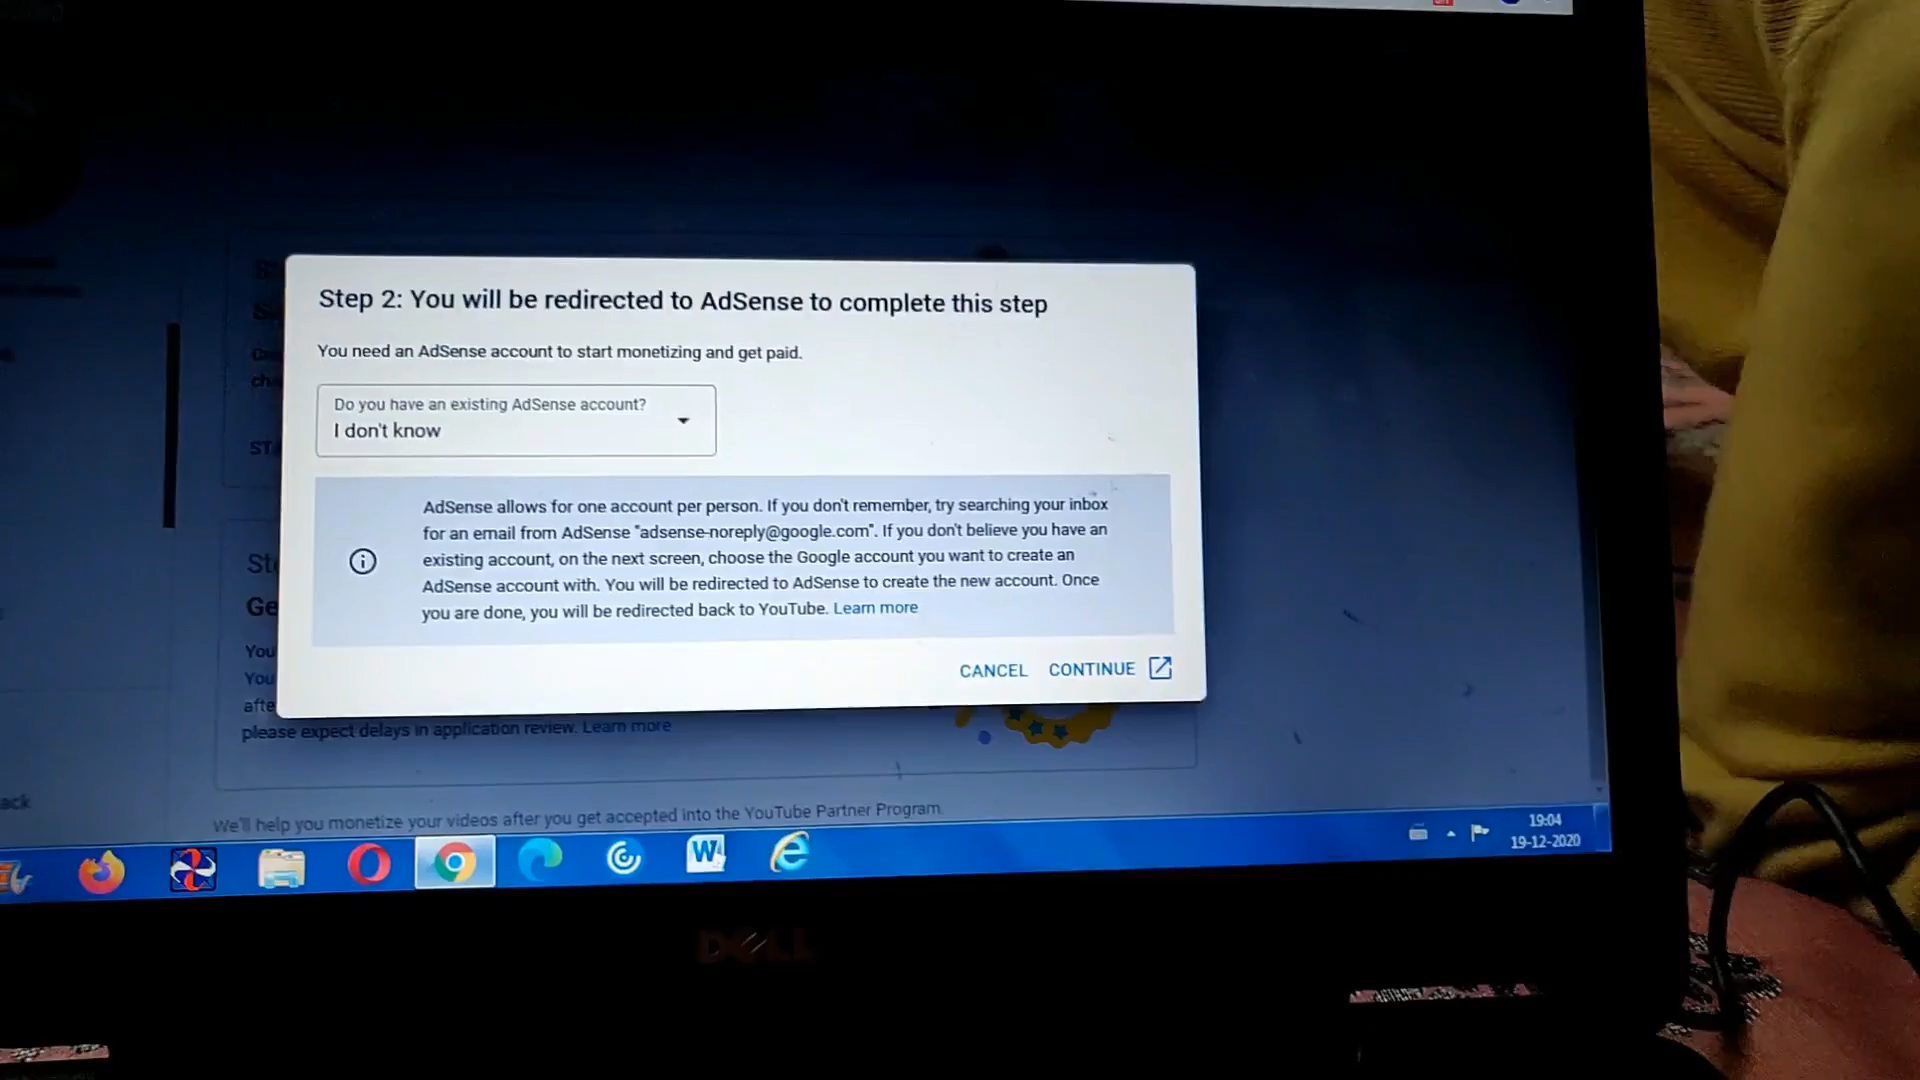 Step 2: You will be redirected to AdSense to complete this step
You need an AdSense account to start monetizing and get paid.
Do you have an existing AdSense account?
I don't know
AdSense allows for one account per person. If you don't remember, try searching your inbox
for an email from AdSense "adsense-noreply@google.com". If you don't believe you have an
existing account, on the next screen, choose the Google account you want to create an
AdSense account with. You will be redirected to AdSense to create the new account. Once
you are done, you will be redirected back to YouTube. Learn more
CANCEL CONTINUE
Ge
You
You
afte
please expect delays in application review. Learn more
ack
We'll help you monetize your videos after you get accepted into the YouTube Partner Program.
W
19:04
19-12-2020
DELL